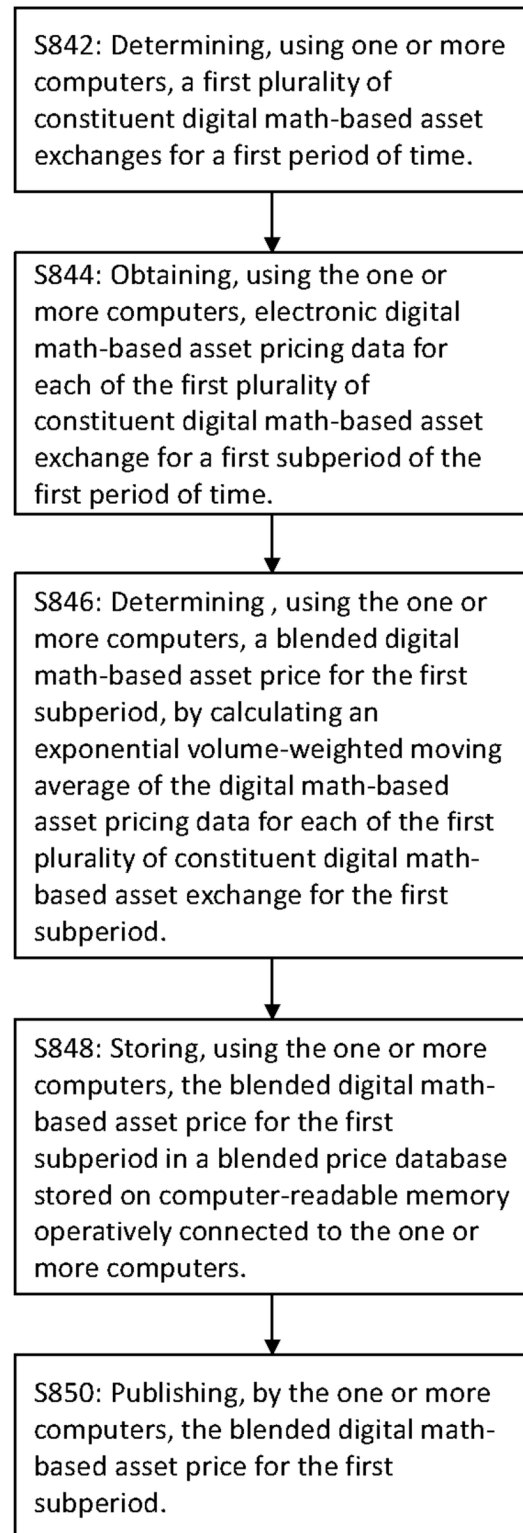 S842: Determining, using one or more
computers, a first plurality of
constituent digital math-based asset
exchanges for a first period of time.
S844: Obtaining, using the one or
more computers, electronic digital
math-based asset pricing data for
each of the first plurality of
constituent digital math-based asset
exchange for a first subperiod of the
first period of time.
S846: Determining , using the one or
more computers, a blended digital
math-based asset price for the first
subperiod, by calculating an
exponential volume-weighted moving
average of the digital math-based
asset pricing data for each of the first
plurality of constituent digital math-
based asset exchange for the first
subperiod.
S848: Storing, using the one or more
computers, the blended digital math-
based asset price for the first
subperiod in a blended price database
stored on computer-readable memory
operatively connected to the one or
more computers.
S850: Publishing, by the one or more
computers, the blended digital math-
based asset price for the first
subperiod.